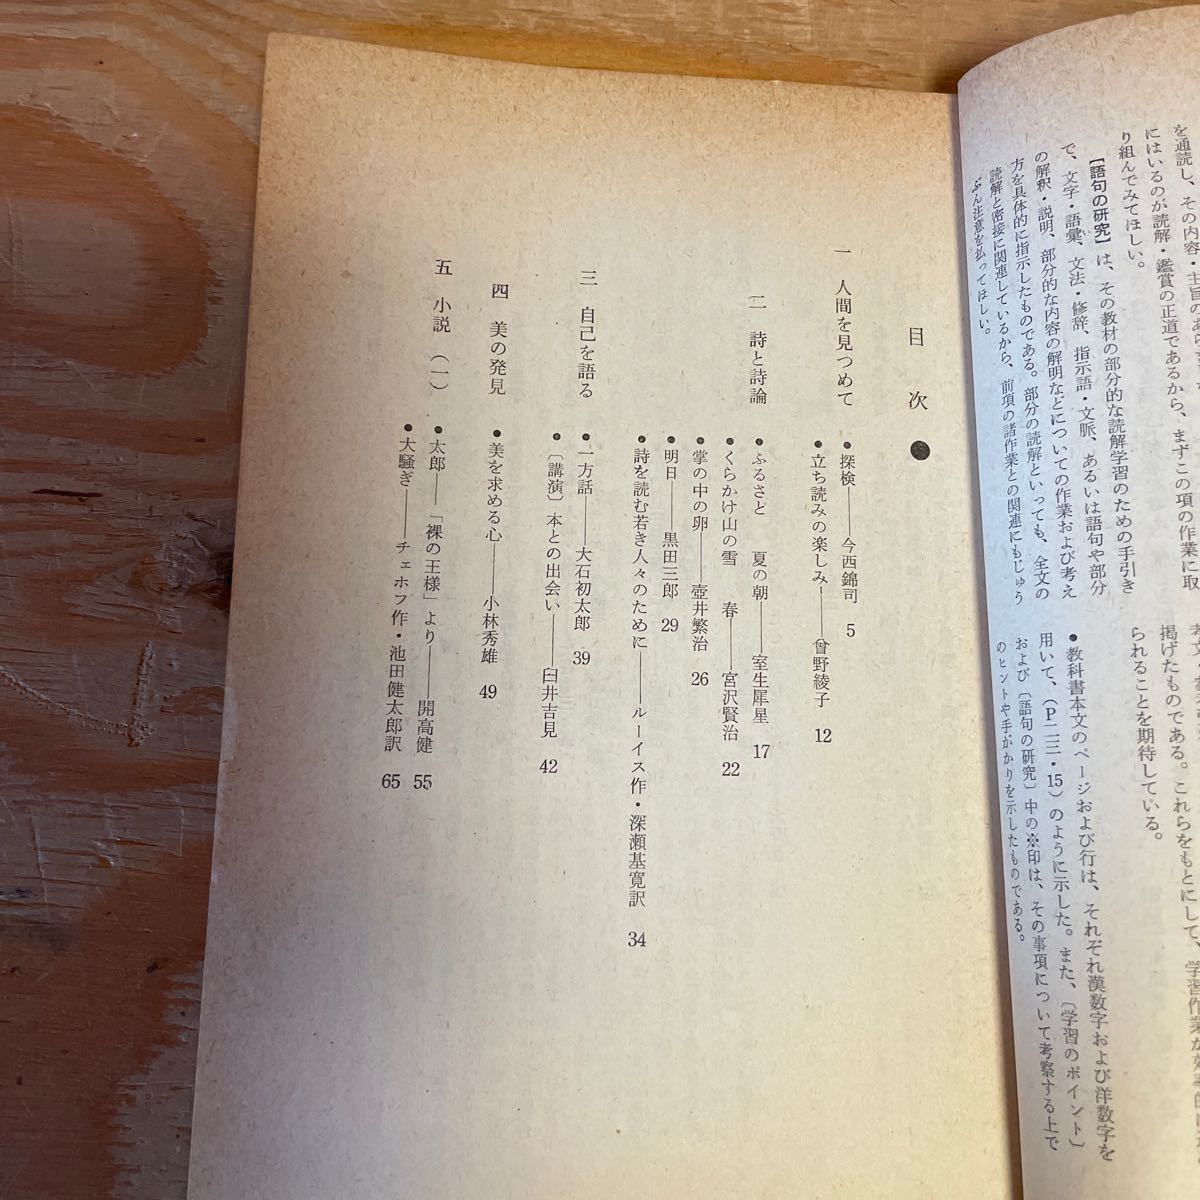 を通読し、その内容・主旨のあら
にはいるのが読解・鑑賞の正道であるから、まずこの項の作業に取
り組んでみてほしい。
【語句の研究】は、その教材の部分的な読解学習のための手引き
で、文字・語彙、文法・修辞、指示語・文脈、あるいは語句や部分
の解釈・説明、部分的な内容の解明などについての作業および考え
方を具体的に指示したものである。部分の読解といっても、全文の
読解と密接に関連しているから、前項の諸作業との関連にもじゅう
ぶん注意を払ってほしい。
掲げたものである。これらをもとにして、学習作業が効率的に
られることを期待している。
●教科書本文のページおよび行は、それぞれ漢数字および洋数字を
用いて、(P一二三・15)のように示した。また、〔学習のポイント〕
および〔語句の研究〕中の※印は、その事項について考察する上で
のヒントや手がかりを示したものである。
目次●
一 人間を見つめて
●探検――今西錦司 5
●立ち読みの楽しみ――曾野綾子 12
二 詩と詩論
●ふるさと 夏の朝――室生犀星 17
●くらかけ山の雪 春――宮沢賢治 22
●掌の中の卵――壺井繁治 26
●明日――黒田三郎 29
●詩を読む若き人々のために――ルーイス作・深瀬基寛訳 34
三 自己を語る
●一方話――大石初太郎 39
●〔講演〕本との出会い――臼井吉見 42
四 美の発見
●美を求める心――小林秀雄 49
五 小説(一)
●太郎――「裸の王様」より――開高健 55
●大騒ぎ――チェホフ作・池田健太郎訳 65